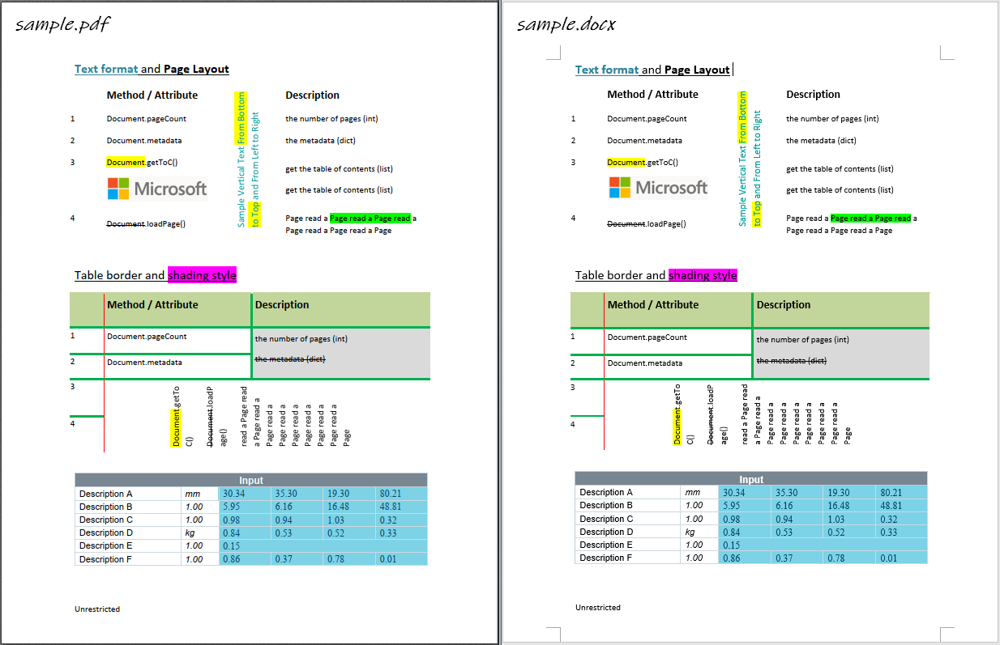 sample.pdf
Text format and Page Layout
Method / Attribute Description
1 Document.pageCount the number of pages (int)
2 Document.metadata the metadata (dict)
3 Document.getToC() get the table of contents (list)
Microsoft get the table of contents (list)
4 Document.loadPage() Page read a Page read a Page read a
Page read a Page read a Page
Sample Vertical Text From Bottom
to Top and From Left to Right
Table border and shading style
Method / Attribute Description
1 Document.pageCount the number of pages (int)
2 Document.metadata the metadata (dict)
3
4
Document.getTo
C()
Document.loadP
age()
read a Page read
a Page read a
Page read a
Page read a
Page read a
Page read a
Page read a
Page read a
Page
Input
Description A mm 30.34 35.30 19.30 80.21
Description B 1.00 5.95 6.16 16.48 48.81
Description C 1.00 0.98 0.94 1.03 0.32
Description D kg 0.84 0.53 0.52 0.33
Description E 1.00 0.15
Description F 1.00 0.86 0.37 0.78 0.01
Unrestricted
sample.docx
Text format and Page Layout
Method / Attribute Description
1 Document.pageCount the number of pages (int)
2 Document.metadata the metadata (dict)
3 Document.getToC() get the table of contents (list)
Microsoft get the table of contents (list)
4 Document.loadPage() Page read a Page read a Page read a
Page read a Page read a Page
Sample Vertical Text From Bottom
to Top and From Left to Right
Table border and shading style
Method / Attribute Description
1 Document.pageCount the number of pages (int)
2 Document.metadata the metadata (dict)
3
4
Document.getTo
C()
Document.loadP
age()
read a Page read
a Page read a
Page read a
Page read a
Page read a
Page read a
Page read a
Page read a
Page
Input
Description A mm 30.34 35.30 19.30 80.21
Description B 1.00 5.95 6.16 16.48 48.81
Description C 1.00 0.98 0.94 1.03 0.32
Description D kg 0.84 0.53 0.52 0.33
Description E 1.00 0.15
Description F 1.00 0.86 0.37 0.78 0.01
Unrestricted